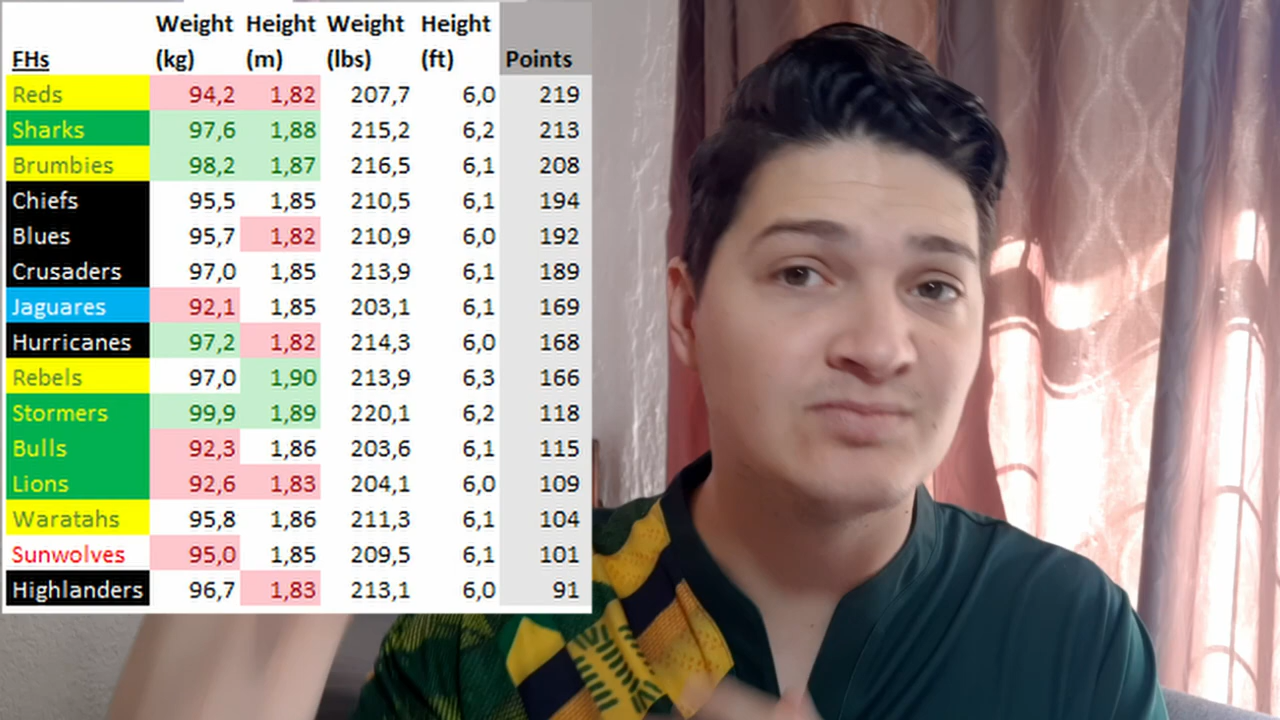 Weight Height Weight Height
FHs (kg) (m) (lbs) (ft) Points
Reds 94,2 1,82 207,7 6,0 219
Sharks 97,6 1,88 215,2 6,2 213
Brumbies 98,2 1,87 216,5 6,1 208
Chiefs 95,5 1,85 210,5 6,1 194
Blues 95,7 1,82 210,9 6,0 192
Crusaders 97,0 1,85 213,9 6,1 189
Jaguares 92,1 1,85 203,1 6,1 169
Hurricanes 97,2 1,82 214,3 6,0 168
Rebels 97,0 1,90 213,9 6,3 166
Stormers 99,9 1,89 220,1 6,2 118
Bulls 92,3 1,86 203,6 6,1 115
Lions 92,6 1,83 204,1 6,0 109
Waratahs 95,8 1,86 211,3 6,1 104
Sunwolves 95,0 1,85 209,5 6,1 101
Highlanders 96,7 1,83 213,1 6,0 91